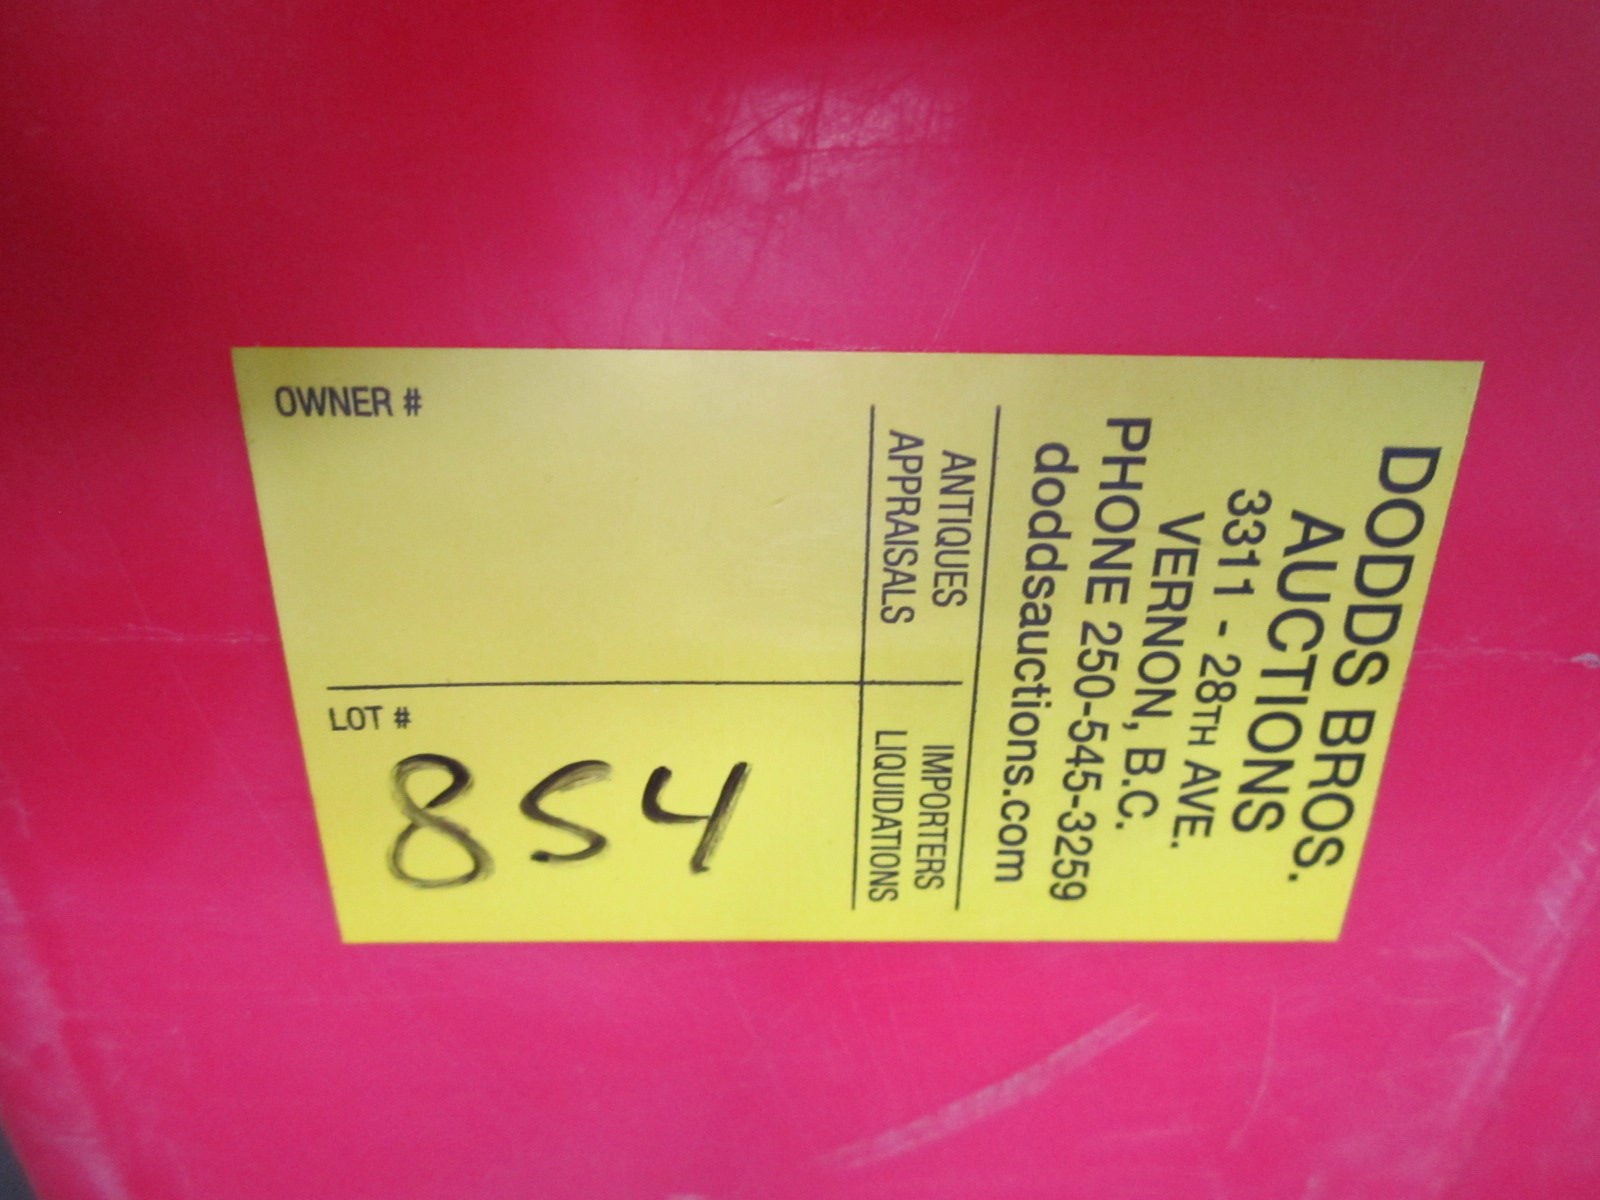 DODDS BROS.
AUCTIONS
3311 - 28TH AVE.
VERNON, B.C.
PHONE 250-545-3259
doddsauctions.com
ANTIQUES IMPORTERS
APPRAISALS LIQUIDATIONS
OWNER #
LOT #
854